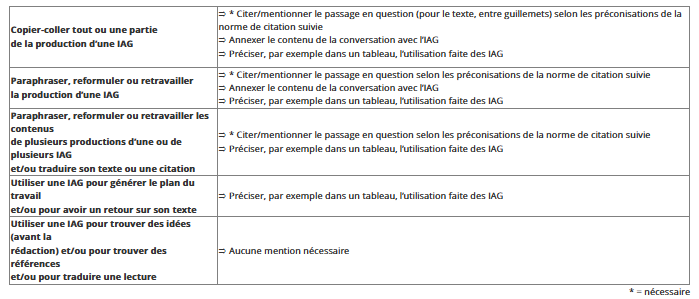 Copier-coller tout ou une partie
de la production d'une IAG
⊃ * Citer/mentionner le passage en question (pour le texte, entre guillemets) selon les préconisations de la
norme de citation suivie
⊃ Annexer le contenu de la conversation avec l'IAG
⊃ Préciser, par exemple dans un tableau, l'utilisation faite des IAG
Paraphraser, reformuler ou retravailler
la production d'une IAG
⊃ * Citer/mentionner le passage en question selon les préconisations de la norme de citation suivie
⊃ Annexer le contenu de la conversation avec l'IAG
⊃ Préciser, par exemple dans un tableau, l'utilisation faite des IAG
Paraphraser, reformuler ou retravailler les
contenus
de plusieurs productions d'une ou de
plusieurs IAG
et/ou traduire son texte ou une citation
⊃ * Citer/mentionner le passage en question selon les préconisations de la norme de citation suivie
⊃ Préciser, par exemple dans un tableau, l'utilisation faite des IAG
Utiliser une IAG pour générer le plan du
travail
et/ou pour avoir un retour sur son texte
⊃ Préciser, par exemple dans un tableau, l'utilisation faite des IAG
Utiliser une IAG pour trouver des idées
(avant la
rédaction) et/ou pour trouver des
références
et/ou pour traduire une lecture
⊃ Aucune mention nécessaire
* = nécessaire